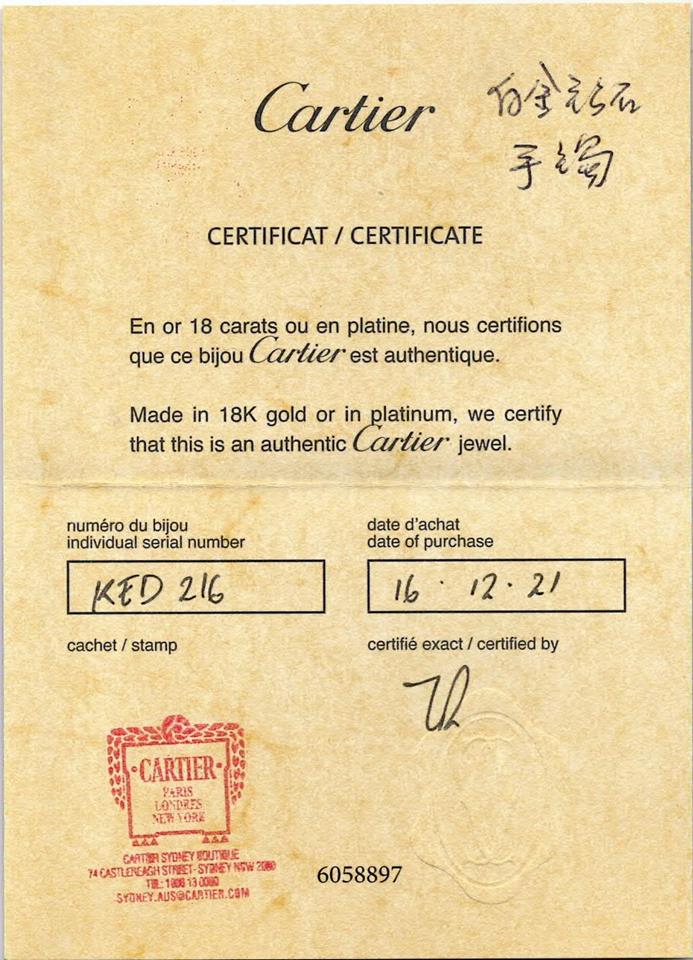 Cartier
白金钻石
手镯
CERTIFICAT / CERTIFICATE
En or 18 carats ou en platine, nous certifions
que ce bijou Cartier est authentique.
Made in 18K gold or in platinum, we certify
that this is an authentic Cartier jewel.
numéro du bijou
individual serial number
date d'achat
date of purchase
KED 216
16 · 12 · 21
cachet / stamp
certifié exact / certified by
CARTIER
PARIS
LONDRES
NEW YORK
CARTIER SYDNEY BOUTIQUE
74 CASTLEREAGH STREET - SYDNEY NSW 2000
TEL: 1800 13 0000
SYDNEY.AUS@CARTIER.COM
6058897